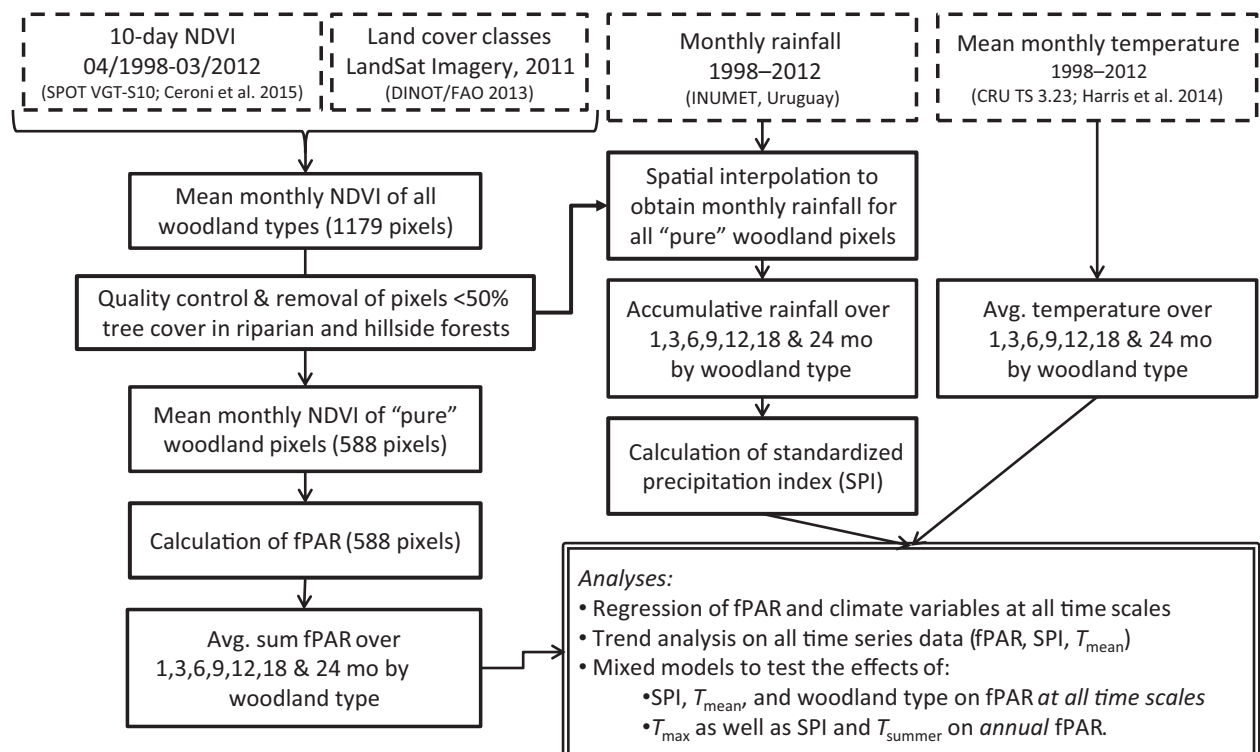 10-day NDVI
04/1998-03/2012
(SPOT VGT-S10; Ceroni et al. 2015)
Land cover classes
LandSat Imagery, 2011
(DINOT/FAO 2013)
Monthly rainfall
1998–2012
(INUMET, Uruguay)
Mean monthly temperature
1998–2012
(CRU TS 3.23; Harris et al. 2014)
Mean monthly NDVI of all
woodland types (1179 pixels)
Quality control & removal of pixels <50%
tree cover in riparian and hillside forests
Mean monthly NDVI of “pure”
woodland pixels (588 pixels)
Calculation of fPAR (588 pixels)
Avg. sum fPAR over
1,3,6,9,12,18 & 24 mo by
woodland type
Spatial interpolation to
obtain monthly rainfall for
all “pure” woodland pixels
Accumulative rainfall over
1,3,6,9,12,18 & 24 mo
by woodland type
Calculation of standardized
precipitation index (SPI)
Avg. temperature over
1,3,6,9,12,18 & 24 mo
by woodland type
Analyses:
• Regression of fPAR and climate variables at all time scales
• Trend analysis on all time series data (fPAR, SPI, Tmean)
• Mixed models to test the effects of:
•SPI, Tmean, and woodland type on fPAR at all time scales
•Tmax as well as SPI and Tsummer on annual fPAR.